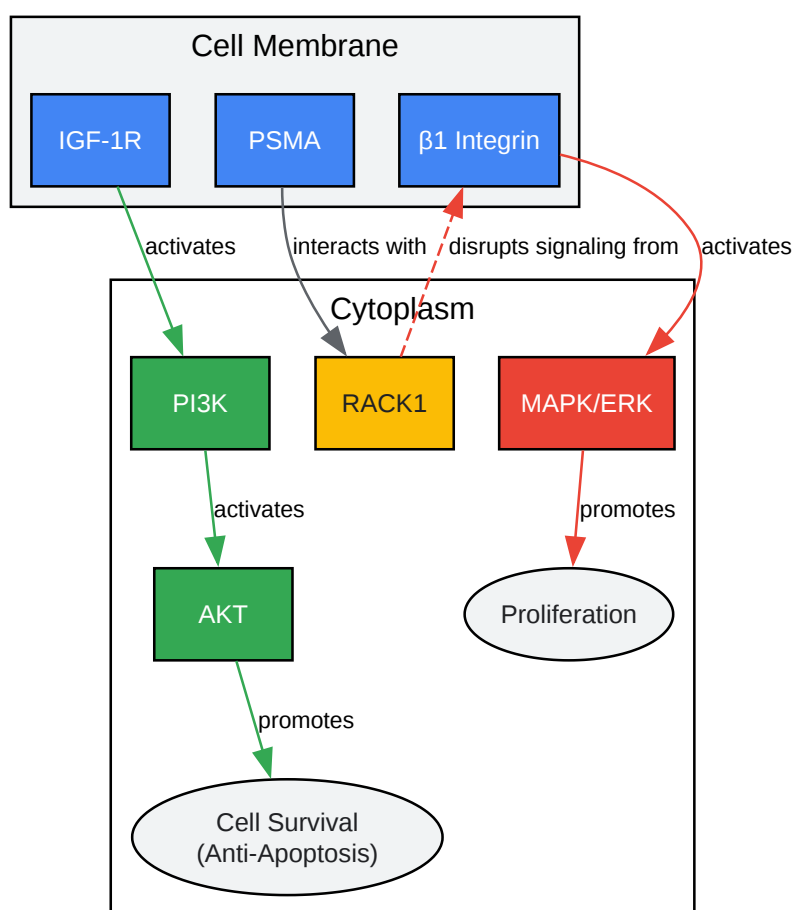 Cell Membrane
IGF-1R
PSMA
β1 Integrin
activates
interacts with
disrupts signaling from
activates
Cytoplasm
PI3K
RACK1
MAPK/ERK
activates
promotes
AKT
Proliferation
promotes
Cell Survival
(Anti-Apoptosis)